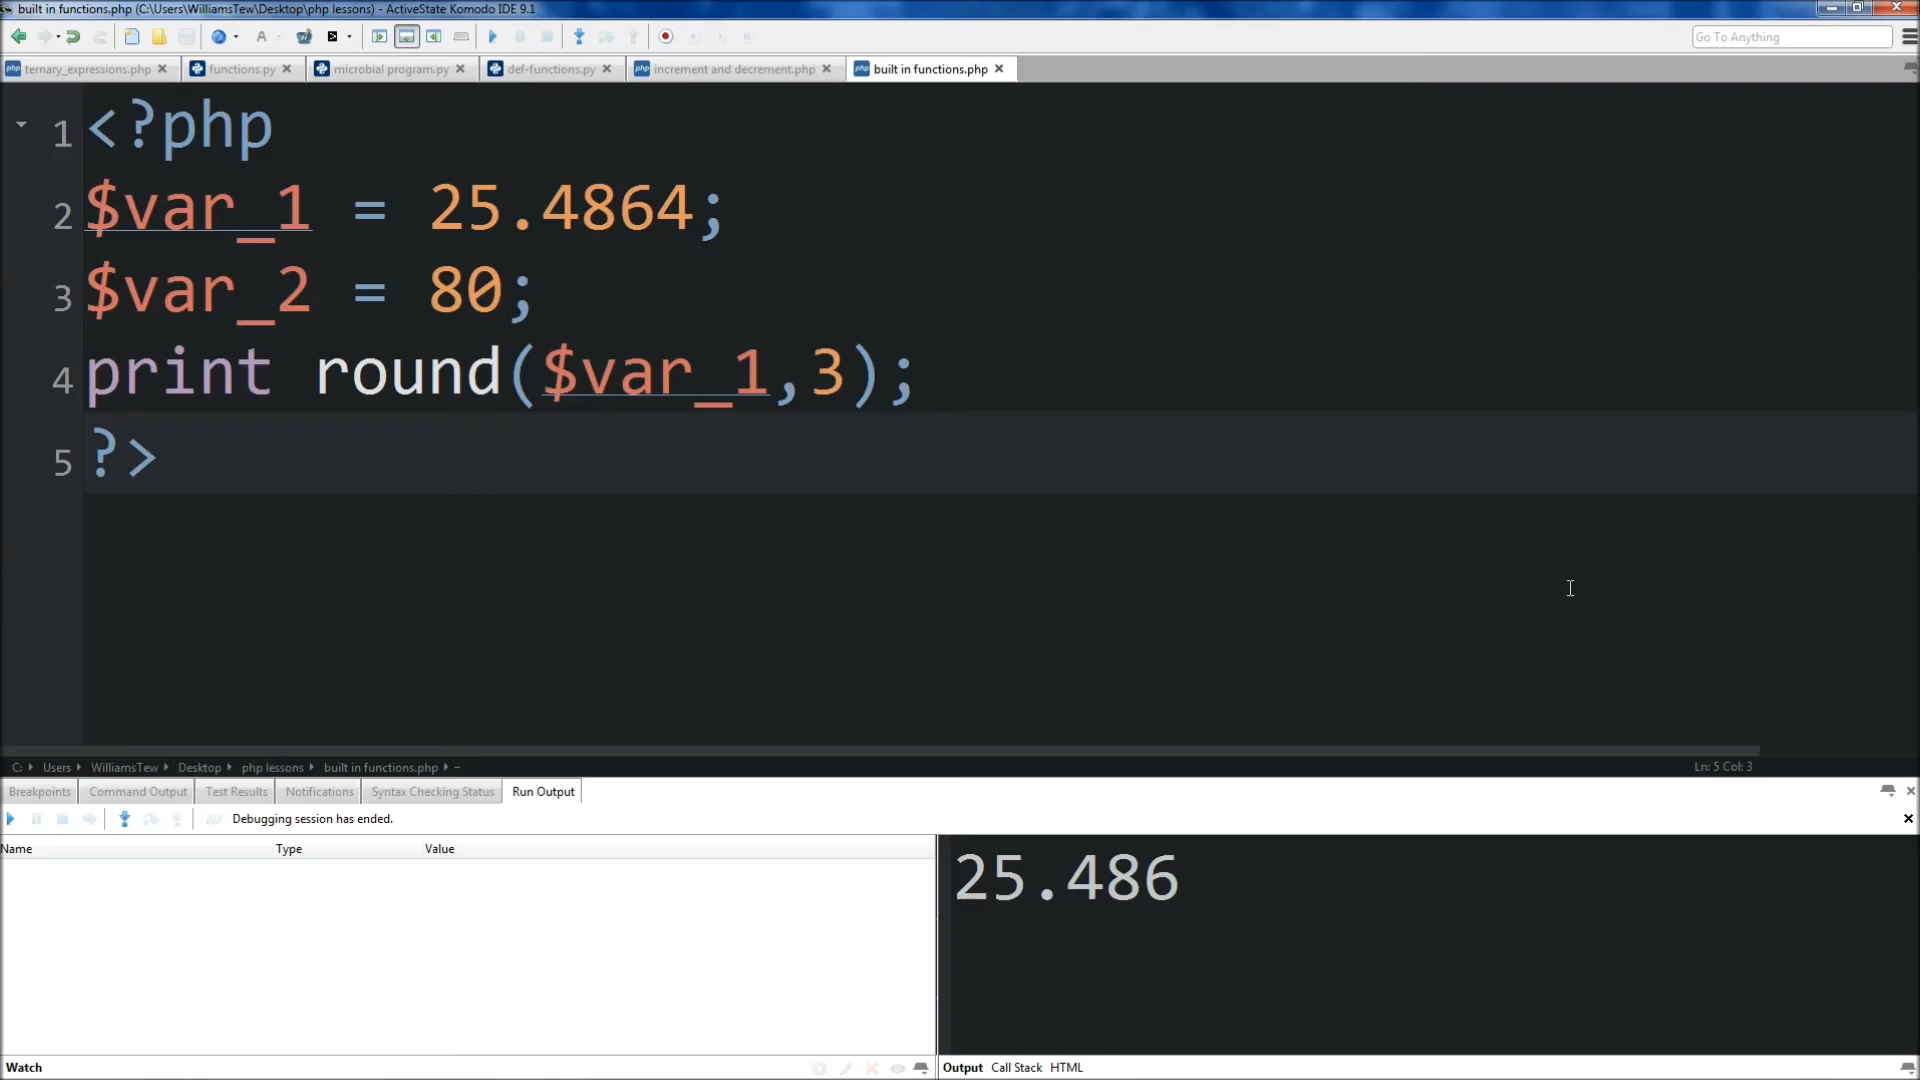 built in functions.php (C:\Users\WilliamsTew\Desktop\php lessons) - ActiveState Komodo IDE 9.1
Go To Anything
ternary_expressions.php functions.py microbial program.py def-functions.py increment and decrement.php built in functions.php
1 <?php
2 $var_1 = 25.4864;
3 $var_2 = 80;
4 print round($var_1,3);
5 ?>
C: Users WilliamsTew Desktop php lessons built in functions.php Ln: 5 Col: 3
Breakpoints Command Output Test Results Notifications Syntax Checking Status Run Output
Debugging session has ended.
Name Type Value
25.486
Watch Output Call Stack HTML